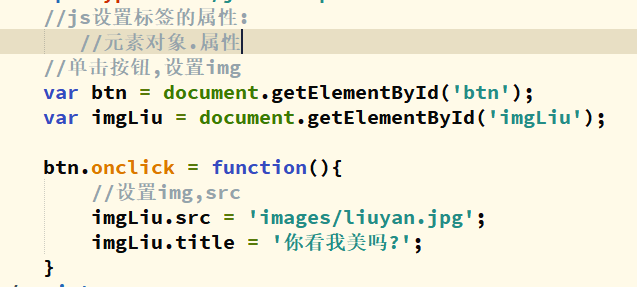 //js设置标签的属性:
//元素对象.属性
//单击按钮,设置img
var btn = document.getElementById('btn');
var imgLiu = document.getElementById('imgLiu');
btn.onclick = function(){
//设置img,src
imgLiu.src = 'images/liuyan.jpg';
imgLiu.title = '你看我美吗?';
}